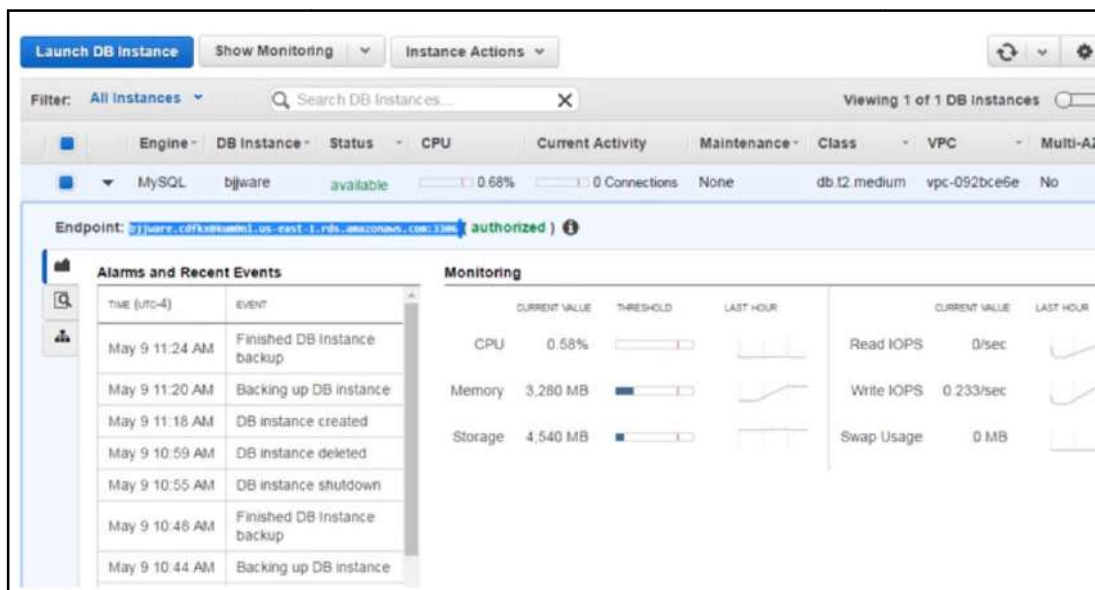 Launch DB Instance Show Monitoring Instance Actions
Filter: All Instances Search DB Instances... Viewing 1 of 1 DB Instances
Engine DB Instance Status CPU Current Activity Maintenance Class VPC Multi-AZ
MySQL bjjware available 0.68% 0 Connections None db.t2.medium vpc-092bce6e No
Endpoint: ( authorized )
Alarms and Recent Events Monitoring
TIME (UTC-4) EVENT CURRENT VALUE THRESHOLD LAST HOUR CURRENT VALUE LAST HOUR
May 9 11:24 AM Finished DB Instance
backup
CPU 0.58% Read IOPS 0/sec
May 9 11:20 AM Backing up DB instance
Memory 3,280 MB Write IOPS 0.233/sec
May 9 11:18 AM DB instance created
Storage 4,540 MB Swap Usage 0 MB
May 9 10:59 AM DB instance deleted
May 9 10:55 AM DB instance shutdown
May 9 10:48 AM Finished DB Instance
backup
May 9 10:44 AM Backing up DB instance